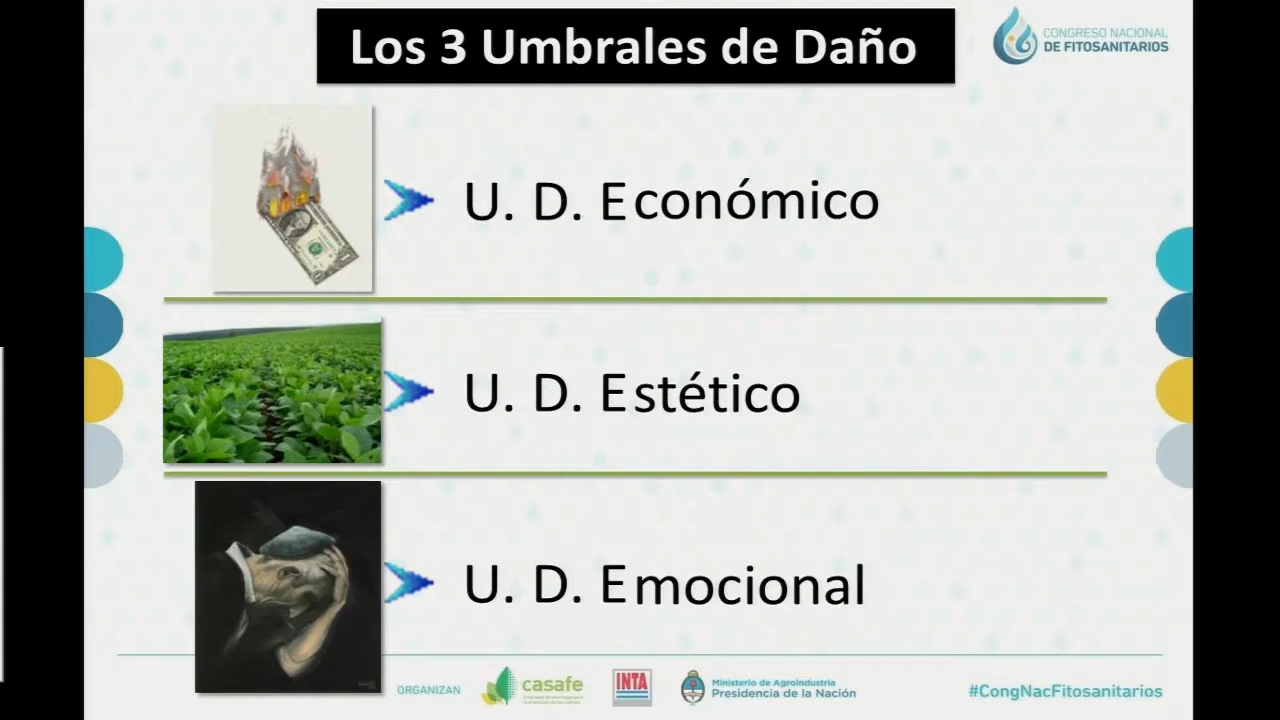 Los 3 Umbrales de Daño
CONGRESO NACIONAL
DE FITOSANITARIOS
U. D. Económico
U. D. Estético
U. D. Emocional
ORGANIZAN
casafe
INTA
Ministerio de Agroindustria
Presidencia de la Nación
#CongNacFitosanitarios